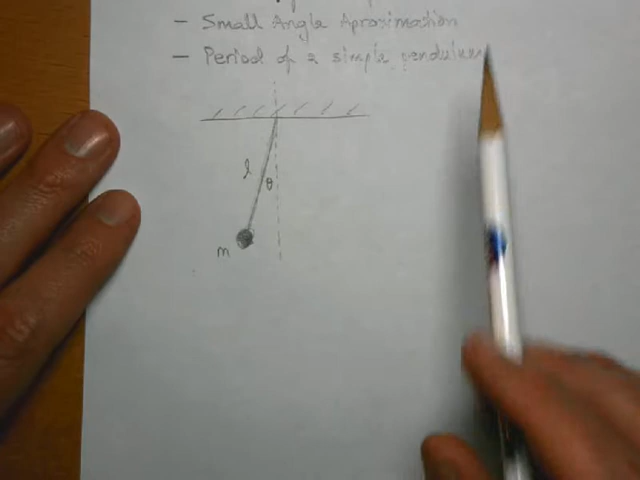 - Small Angle Aproximation
- Period of a simple pendulum
l
θ
m